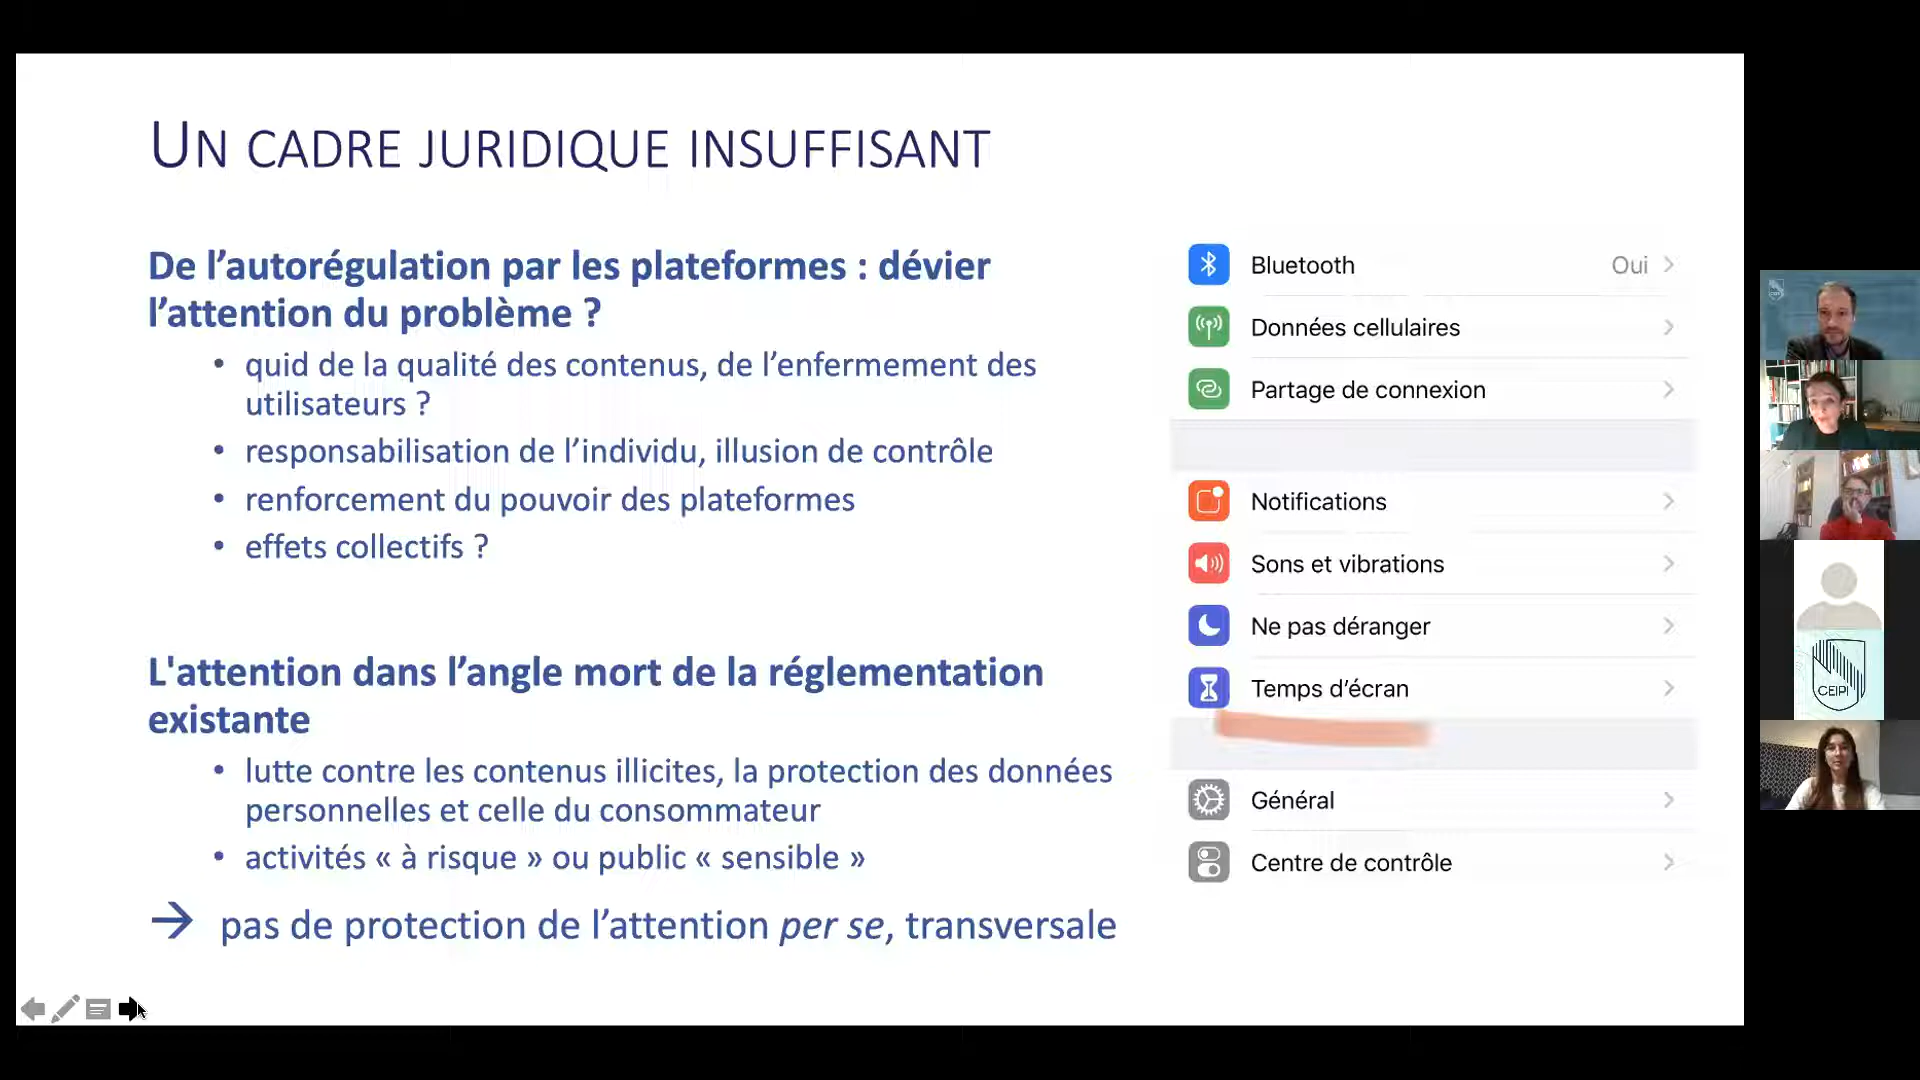 UN CADRE JURIDIQUE INSUFFISANT
De l’autorégulation par les plateformes : dévier
l’attention du problème ?
• quid de la qualité des contenus, de l’enfermement des
utilisateurs ?
• responsabilisation de l’individu, illusion de contrôle
• renforcement du pouvoir des plateformes
• effets collectifs ?
L'attention dans l’angle mort de la réglementation
existante
• lutte contre les contenus illicites, la protection des données
personnelles et celle du consommateur
• activités « à risque » ou public « sensible »
→ pas de protection de l’attention per se, transversale
Bluetooth Oui
Données cellulaires
Partage de connexion
Notifications
Sons et vibrations
Ne pas déranger
Temps d’écran
Général
Centre de contrôle
CEIPI